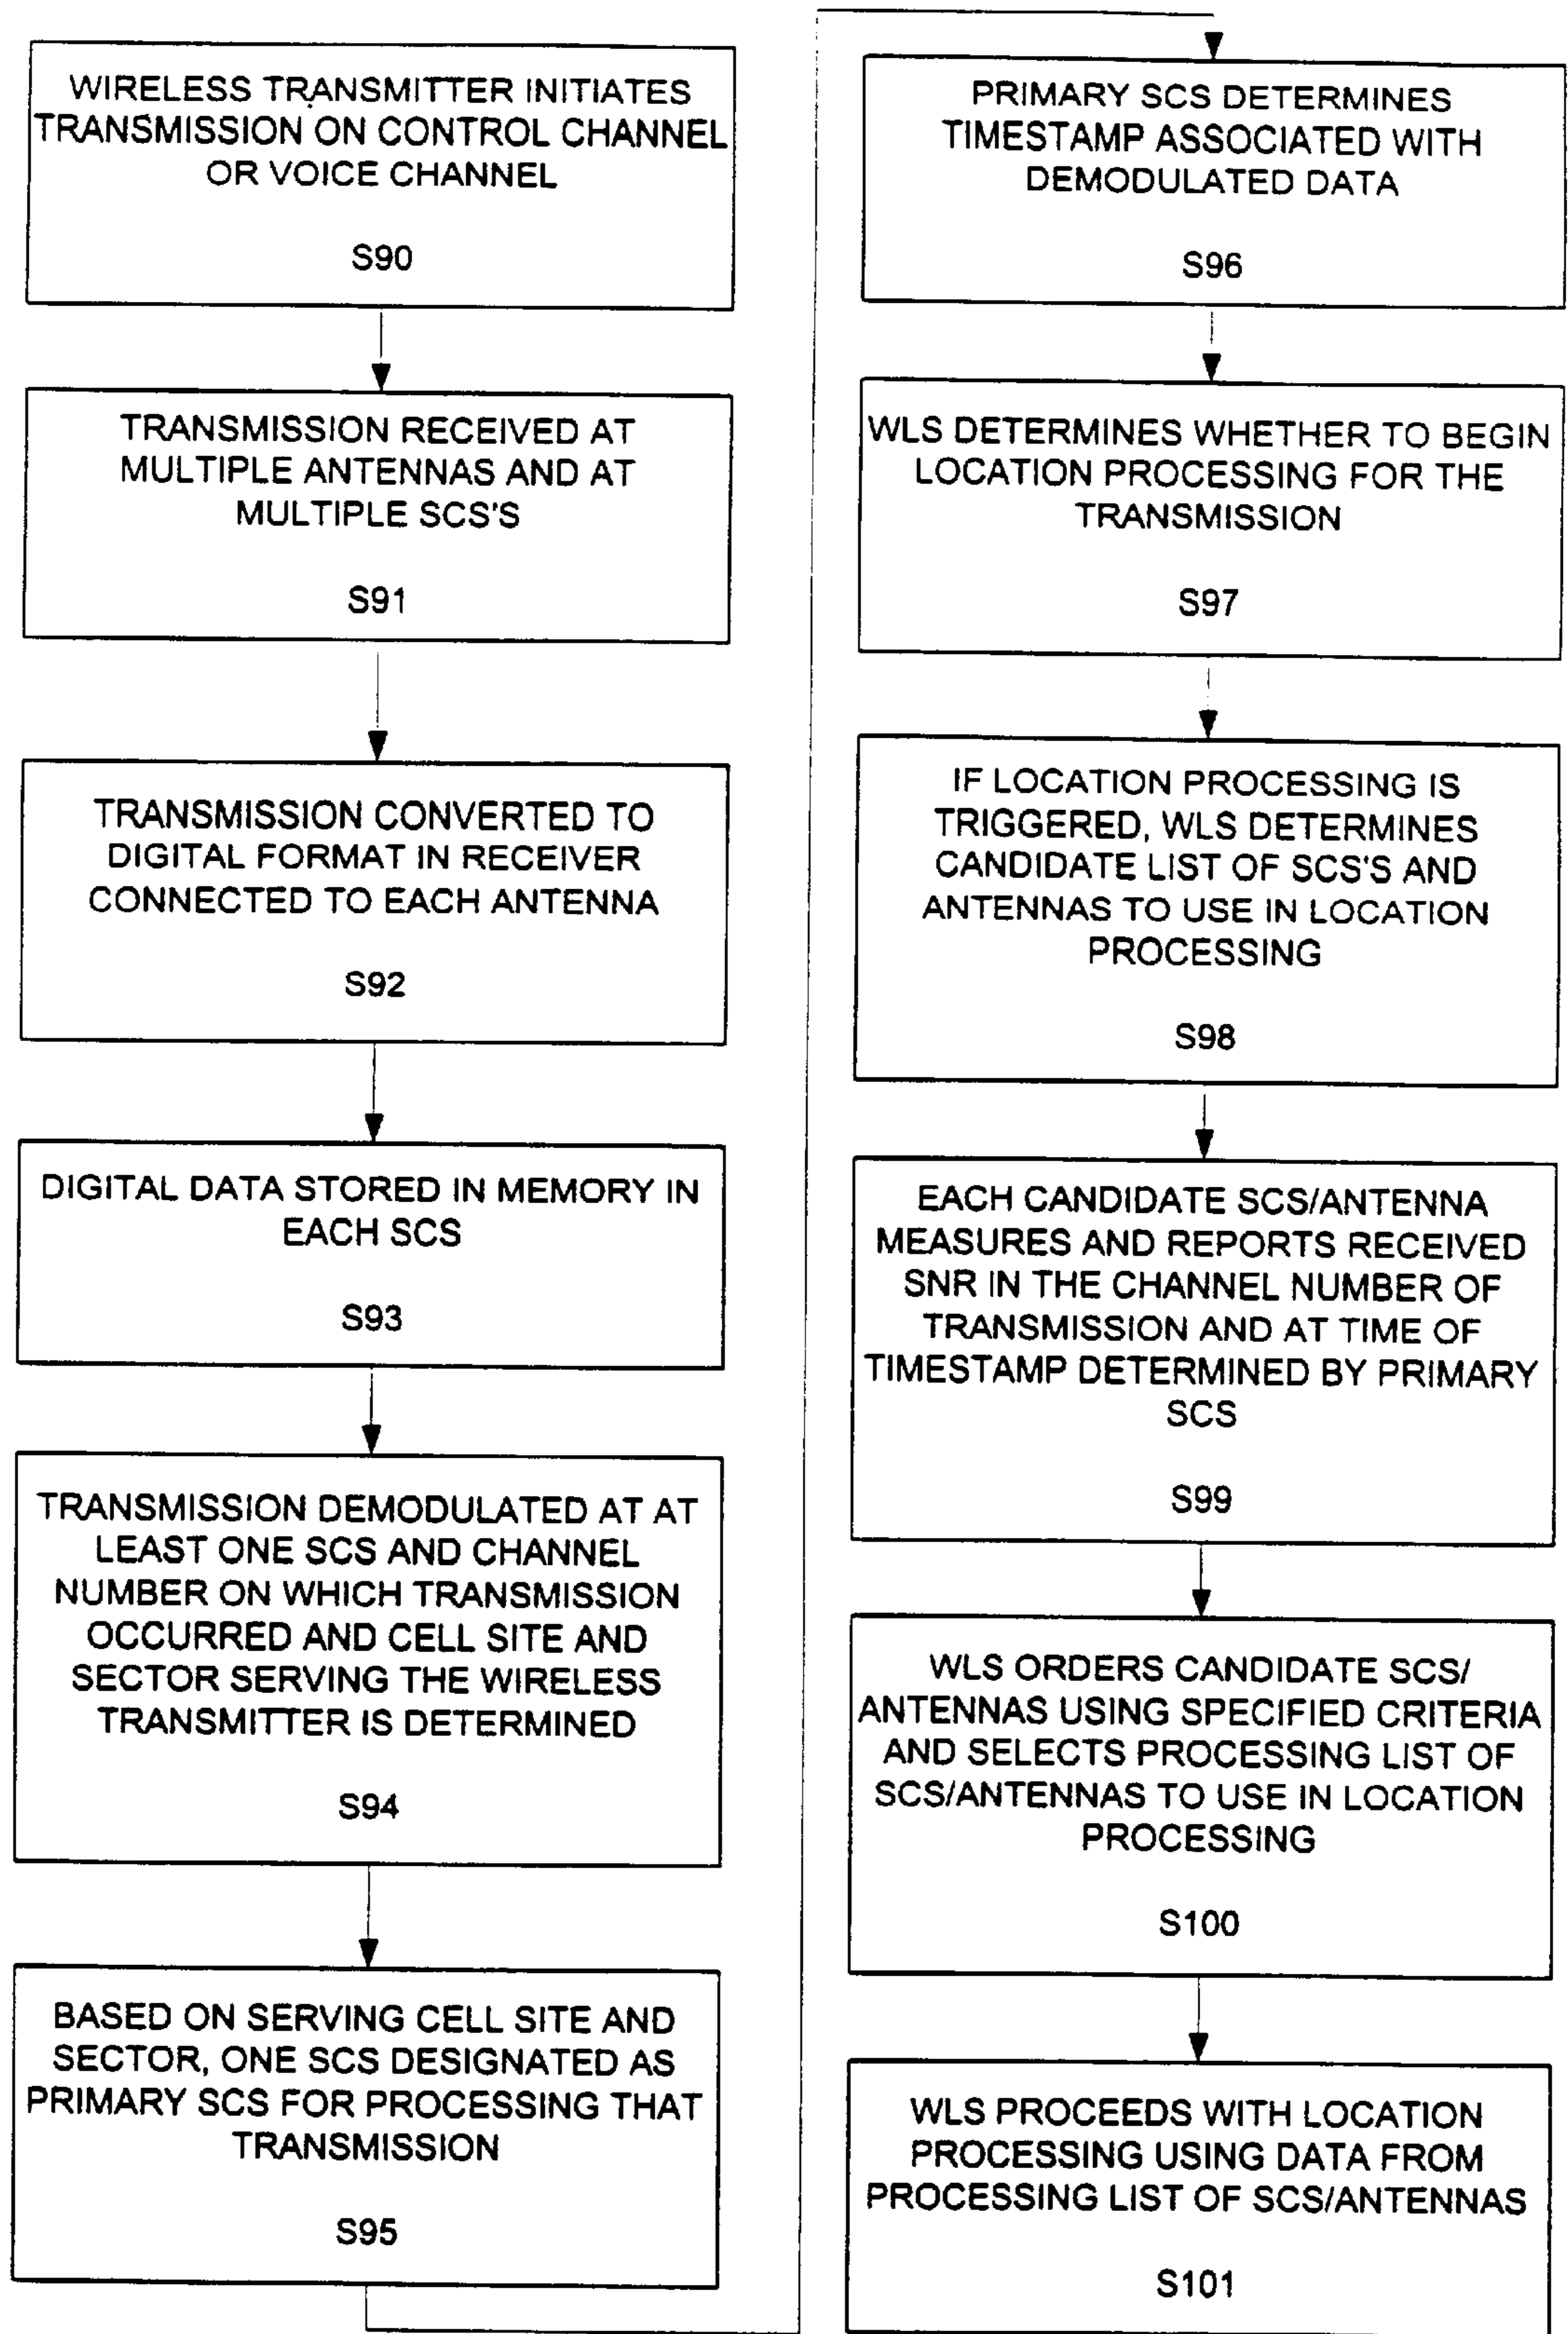 WIRELESS TRANSMITTER INITIATES
TRANSMISSION ON CONTROL CHANNEL
OR VOICE CHANNEL
S90
TRANSMISSION RECEIVED AT
MULTIPLE ANTENNAS AND AT
MULTIPLE SCS'S
S91
TRANSMISSION CONVERTED TO
DIGITAL FORMAT IN RECEIVER
CONNECTED TO EACH ANTENNA
S92
DIGITAL DATA STORED IN MEMORY IN
EACH SCS
S93
TRANSMISSION DEMODULATED AT AT
LEAST ONE SCS AND CHANNEL
NUMBER ON WHICH TRANSMISSION
OCCURRED AND CELL SITE AND
SECTOR SERVING THE WIRELESS
TRANSMITTER IS DETERMINED
S94
BASED ON SERVING CELL SITE AND
SECTOR, ONE SCS DESIGNATED AS
PRIMARY SCS FOR PROCESSING THAT
TRANSMISSION
S95
PRIMARY SCS DETERMINES
TIMESTAMP ASSOCIATED WITH
DEMODULATED DATA
S96
WLS DETERMINES WHETHER TO BEGIN
LOCATION PROCESSING FOR THE
TRANSMISSION
S97
IF LOCATION PROCESSING IS
TRIGGERED, WLS DETERMINES
CANDIDATE LIST OF SCS'S AND
ANTENNAS TO USE IN LOCATION
PROCESSING
S98
EACH CANDIDATE SCS/ANTENNA
MEASURES AND REPORTS RECEIVED
SNR IN THE CHANNEL NUMBER OF
TRANSMISSION AND AT TIME OF
TIMESTAMP DETERMINED BY PRIMARY
SCS
S99
WLS ORDERS CANDIDATE SCS/
ANTENNAS USING SPECIFIED CRITERIA
AND SELECTS PROCESSING LIST OF
SCS/ANTENNAS TO USE IN LOCATION
PROCESSING
S100
WLS PROCEEDS WITH LOCATION
PROCESSING USING DATA FROM
PROCESSING LIST OF SCS/ANTENNAS
S101